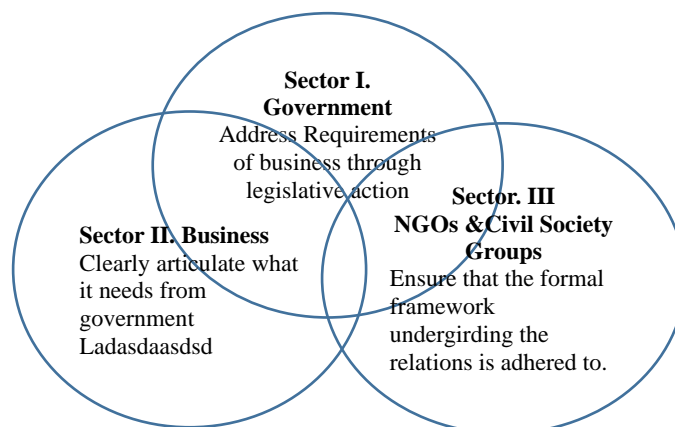 Sector I.
Government
Address Requirements
of business through
legislative action
Sector II. Business
Clearly articulate what
it needs from
government
Ladasdaasdsd
Sector. III
NGOs &Civil Society
Groups
Ensure that the formal
framework
undergirding the
relations is adhered to.